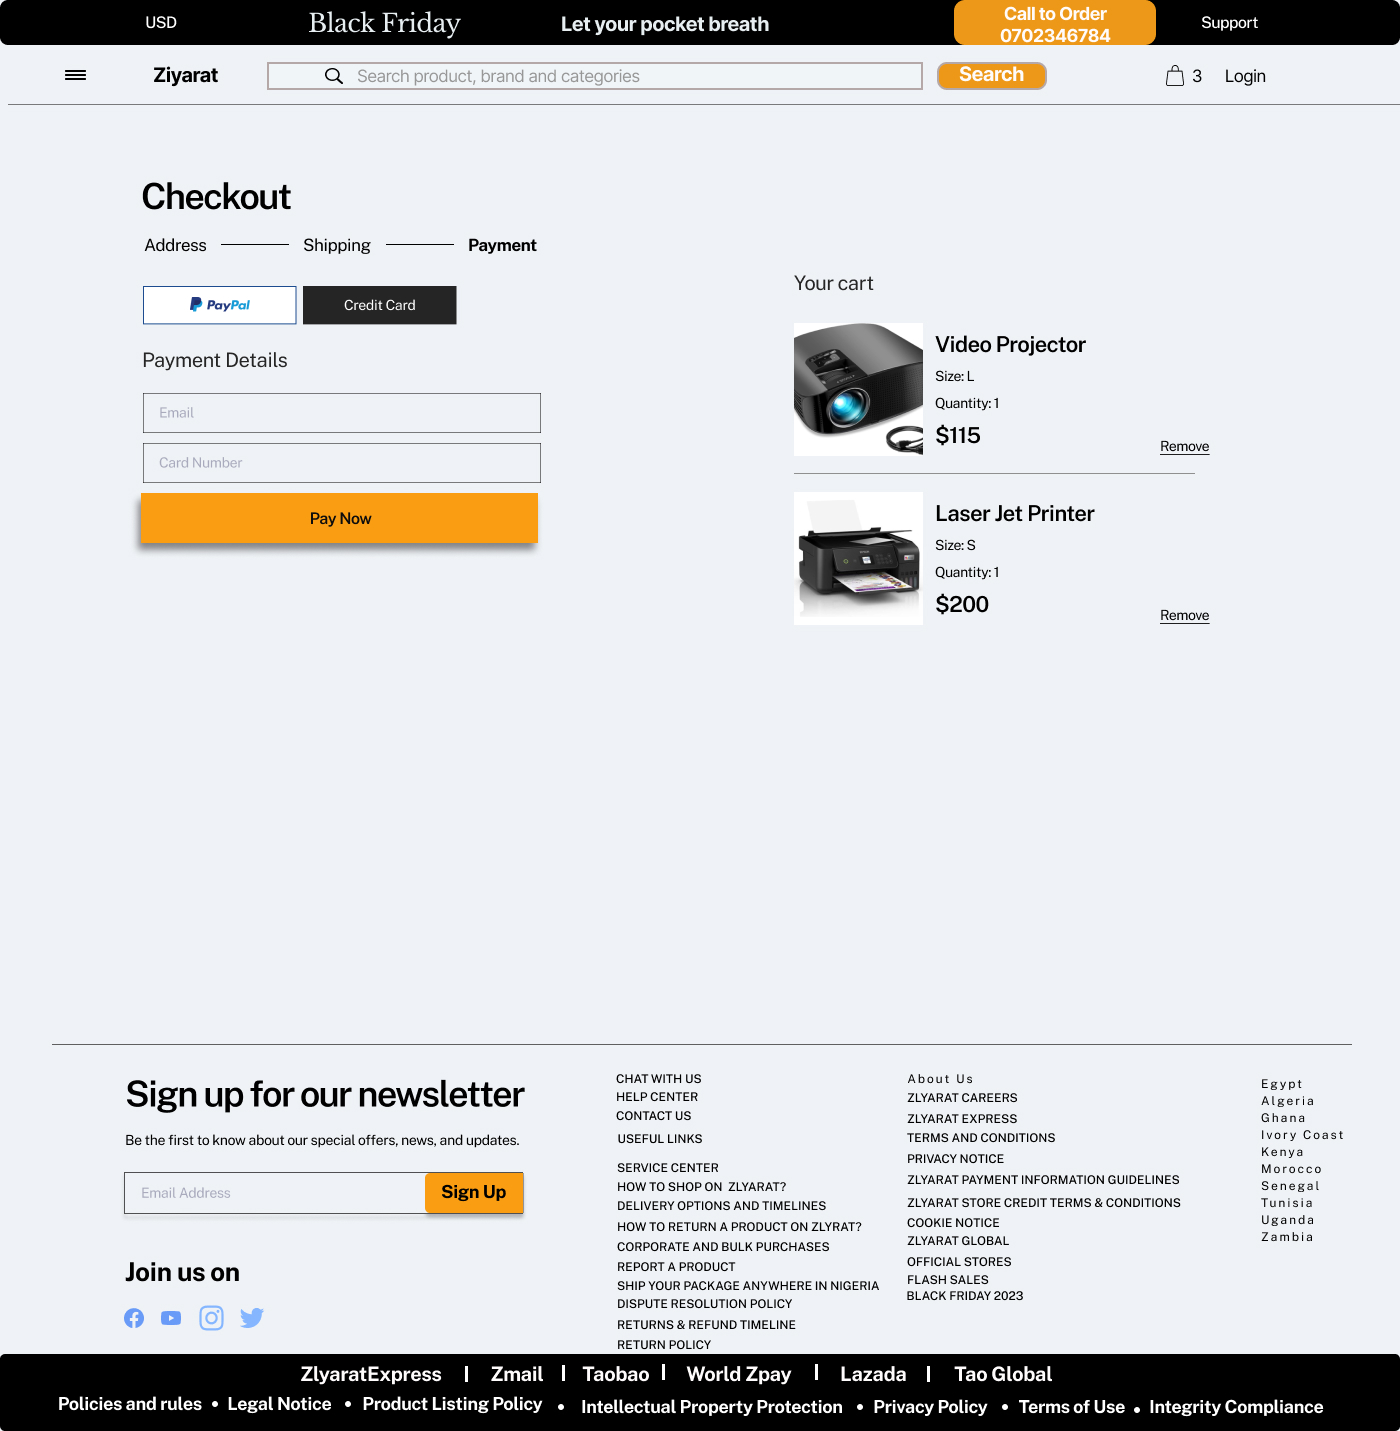 USD
Black Friday
Let your pocket breath
Call to Order
0702346784
Support
Ziyarat
Search product, brand and categories
Search
3
Login
Checkout
Address
Shipping
Payment
PayPal
Credit Card
Payment Details
Email
Card Number
Pay Now
Your cart
Video Projector
Size: L
Quantity: 1
$115
Remove
Laser Jet Printer
Size: S
Quantity: 1
$200
Remove
Sign up for our newsletter
Be the first to know about our special offers, news, and updates.
Email Address
Sign Up
Join us on
CHAT WITH US
HELP CENTER
CONTACT US
USEFUL LINKS
SERVICE CENTER
HOW TO SHOP ON ZLYARAT?
DELIVERY OPTIONS AND TIMELINES
HOW TO RETURN A PRODUCT ON ZLYRAT?
CORPORATE AND BULK PURCHASES
REPORT A PRODUCT
SHIP YOUR PACKAGE ANYWHERE IN NIGERIA
DISPUTE RESOLUTION POLICY
RETURNS & REFUND TIMELINE
RETURN POLICY
About Us
ZLYARAT CAREERS
ZLYARAT EXPRESS
TERMS AND CONDITIONS
PRIVACY NOTICE
ZLYARAT PAYMENT INFORMATION GUIDELINES
ZLYARAT STORE CREDIT TERMS & CONDITIONS
COOKIE NOTICE
ZLYARAT GLOBAL
OFFICIAL STORES
FLASH SALES
BLACK FRIDAY 2023
Egypt
Algeria
Ghana
Ivory Coast
Kenya
Morocco
Senegal
Tunisia
Uganda
Zambia
ZlyaratExpress | Zmail | Taobao | World Zpay | Lazada | Tao Global
Policies and rules • Legal Notice • Product Listing Policy • Intellectual Property Protection • Privacy Policy • Terms of Use • Integrity Compliance